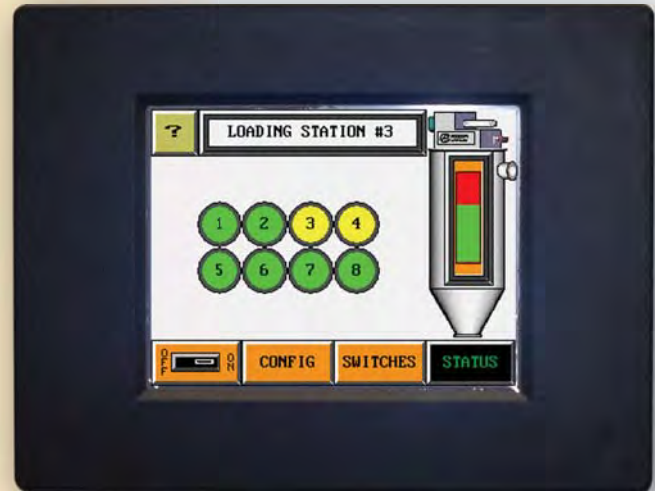 ?
LOADING STATION #3
1 2 3 4
5 6 7 8
OFF
ON
CONFIG
SWITCHES
STATUS